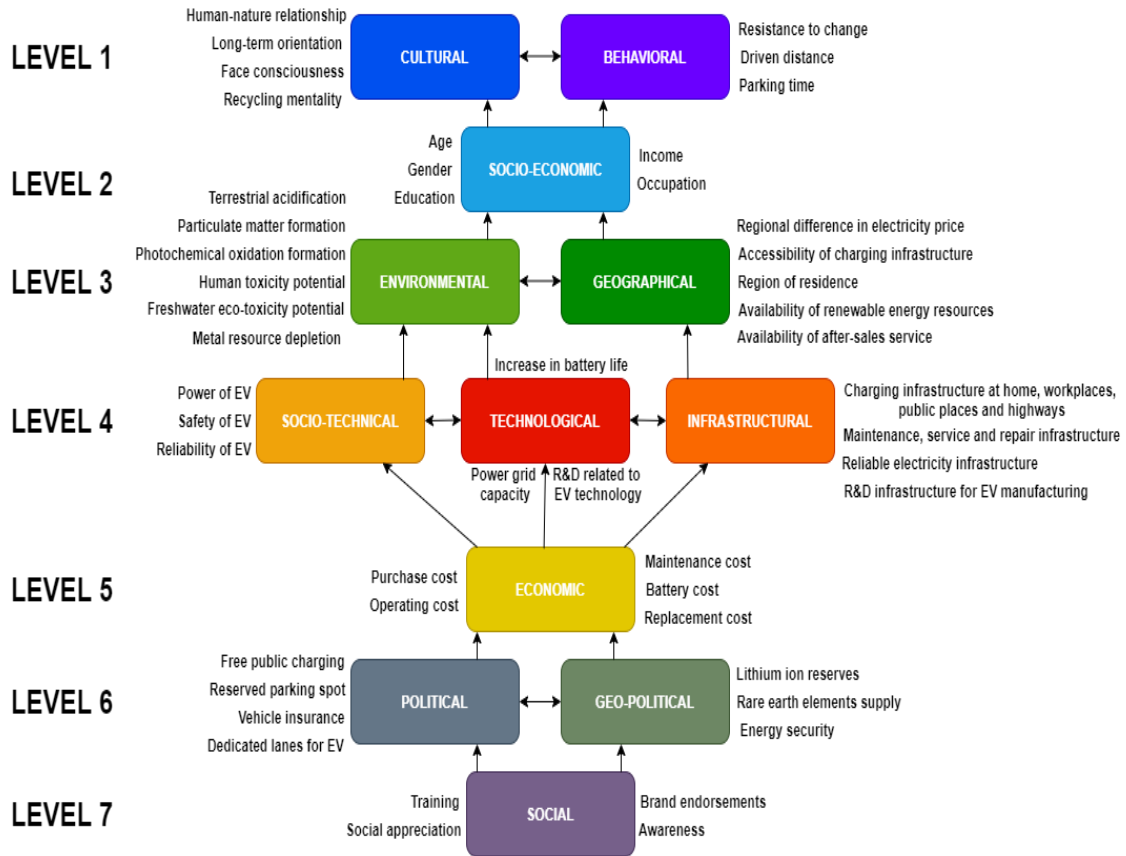 LEVEL 1
Human-nature relationship
Long-term orientation
Face consciousness
Recycling mentality
CULTURAL
BEHAVIORAL
Resistance to change
Driven distance
Parking time
LEVEL 2
Age
Gender
Education
SOCIO-ECONOMIC
Income
Occupation
LEVEL 3
Terrestrial acidification
Particulate matter formation
Photochemical oxidation formation
Human toxicity potential
Freshwater eco-toxicity potential
Metal resource depletion
ENVIRONMENTAL
GEOGRAPHICAL
Regional difference in electricity price
Accessibility of charging infrastructure
Region of residence
Availability of renewable energy resources
Availability of after-sales service
LEVEL 4
Power of EV
Safety of EV
Reliability of EV
SOCIO-TECHNICAL
Increase in battery life
TECHNOLOGICAL
Power grid
capacity
R&D related to
EV technology
INFRASTRUCTURAL
Charging infrastructure at home, workplaces,
public places and highways
Maintenance, service and repair infrastructure
Reliable electricity infrastructure
R&D infrastructure for EV manufacturing
LEVEL 5
Purchase cost
Operating cost
ECONOMIC
Maintenance cost
Battery cost
Replacement cost
LEVEL 6
Free public charging
Reserved parking spot
Vehicle insurance
Dedicated lanes for EV
POLITICAL
GEO-POLITICAL
Lithium ion reserves
Rare earth elements supply
Energy security
LEVEL 7
Training
Social appreciation
SOCIAL
Brand endorsements
Awareness